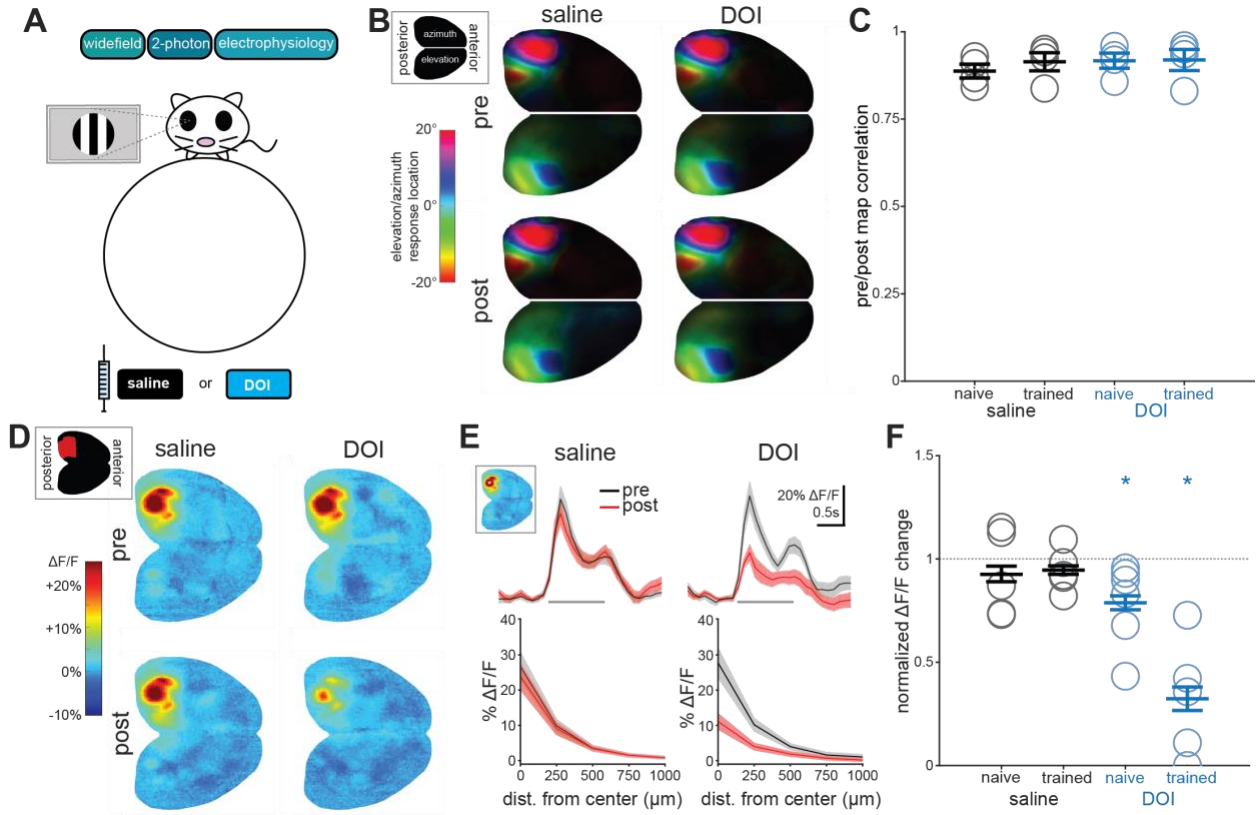 A
widefield
2-photon
electrophysiology
saline
or
DOI
B
posterior
azimuth
elevation
anterior
saline
DOI
pre
post
20°
0°
-20°
elevation/azimuth
response location
C
1
0.75
0.5
0.25
0
pre/post map correlation
naive
trained
naive
trained
saline
DOI
D
posterior
anterior
saline
DOI
pre
post
ΔF/F
+20%
+10%
0%
-10%
E
saline
DOI
pre
post
20% ΔF/F
0.5s
% ΔF/F
40
30
20
10
0
0
250
500
750
1000
dist. from center (μm)
% ΔF/F
40
30
20
10
0
0
250
500
750
1000
dist. from center (μm)
F
1.5
1
0.5
0
normalized ΔF/F change
*
*
naive
trained
naive
trained
saline
DOI